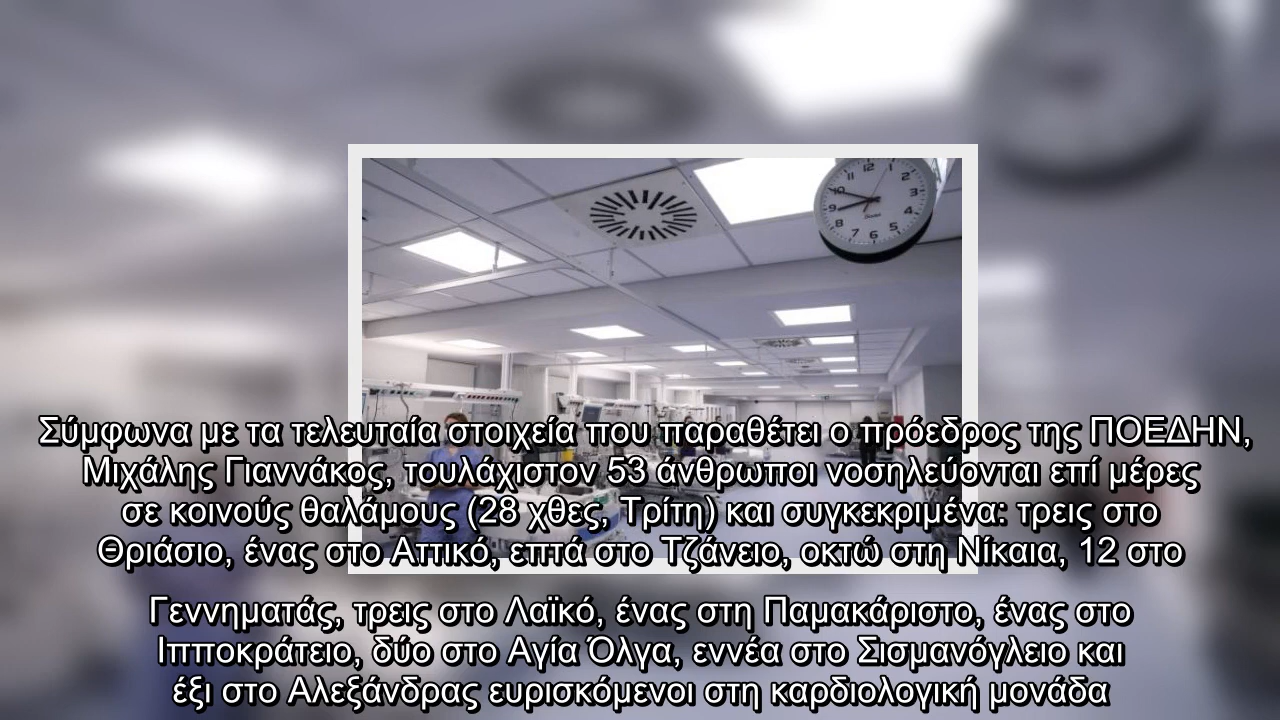 Σύμφωνα με τα τελευταία στοιχεία που παραθέτει ο πρόεδρος της ΠΟΕΔΗΝ,
Μιχάλης Γιαννάκος, τουλάχιστον 53 άνθρωποι νοσηλεύονται επί μέρες
σε κοινούς θαλάμους (28 χθες, Τρίτη) και συγκεκριμένα: τρεις στο
Θριάσιο, ένας στο Αττικό, επτά στο Τζάνειο, οκτώ στη Νίκαια, 12 στο
Γεννηματάς, τρεις στο Λαϊκό, ένας στη Παμακάριστο, ένας στο
Ιπποκράτειο, δύο στο Αγία Όλγα, εννέα στο Σισμανόγλειο και
έξι στο Αλεξάνδρας ευρισκόμενοι στη καρδιολογική μονάδα